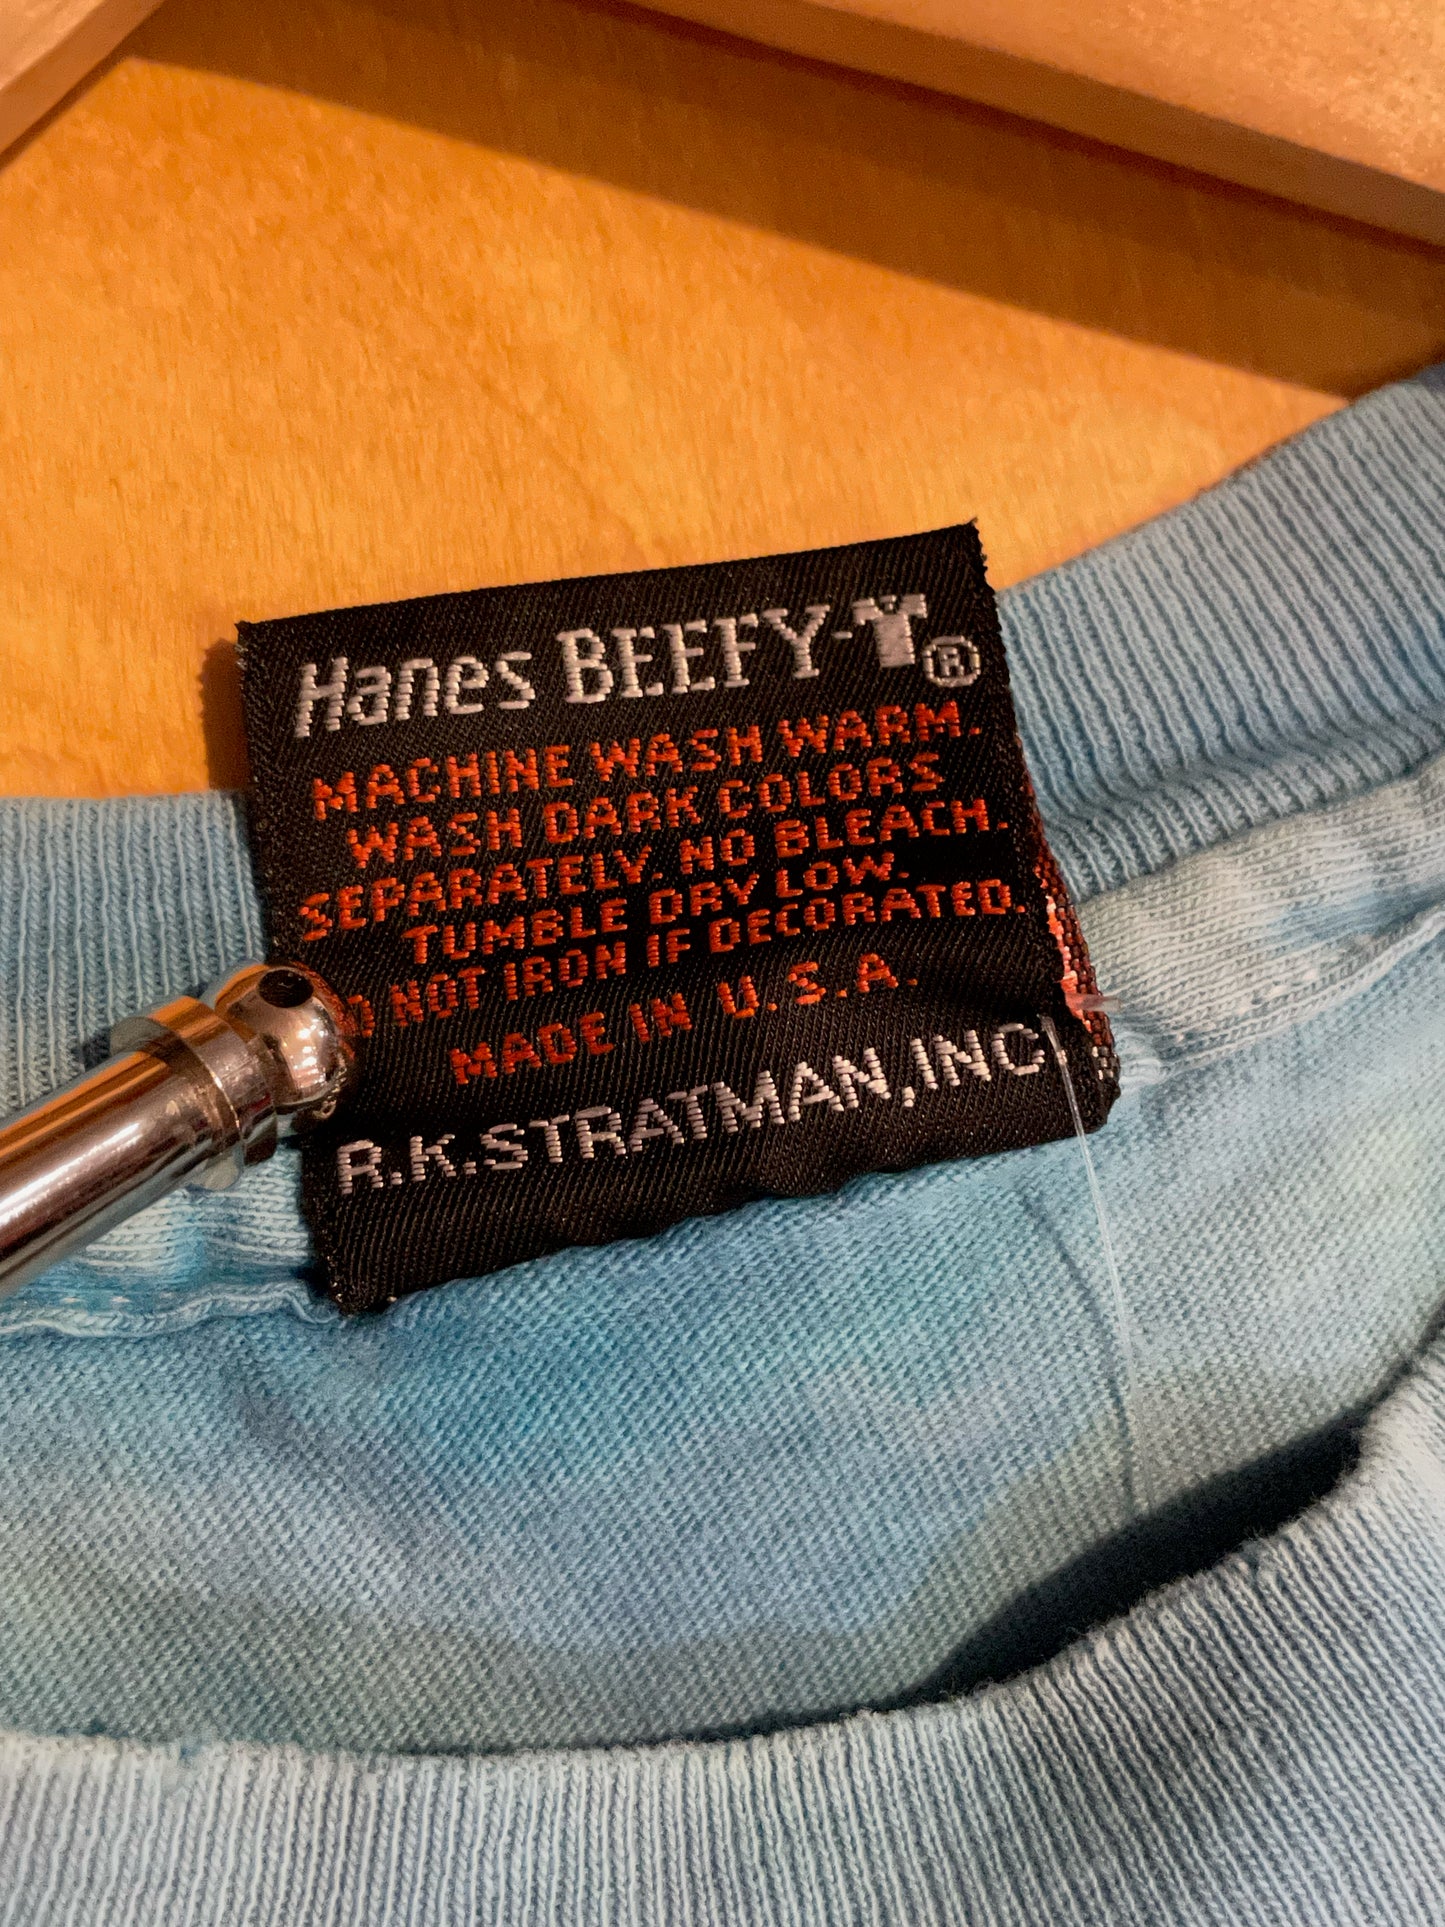 Hanes BEEFY-T®
MACHINE WASH WARM.
WASH DARK COLORS
SEPARATELY. NO BLEACH.
TUMBLE DRY LOW.
DO NOT IRON IF DECORATED.
MADE IN U.S.A.
R.K.STRATMAN,INC.